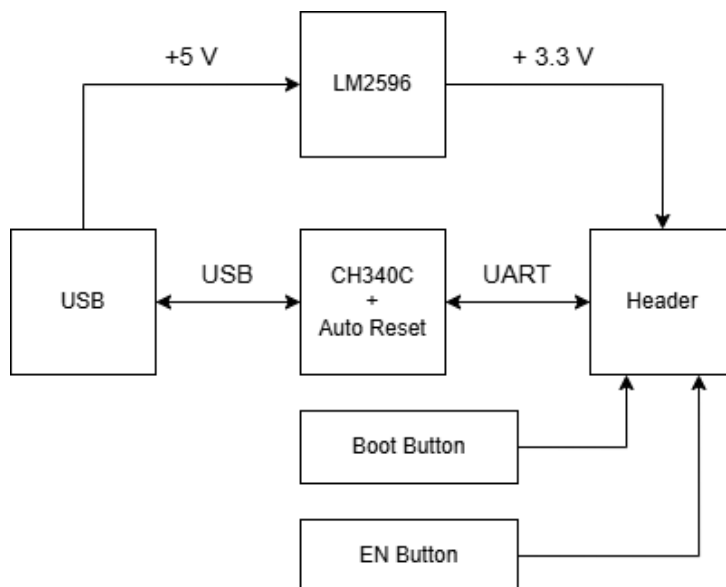 +5 V
LM2596
+ 3.3 V
USB
USB
CH340C
+
Auto Reset
UART
Header
Boot Button
EN Button